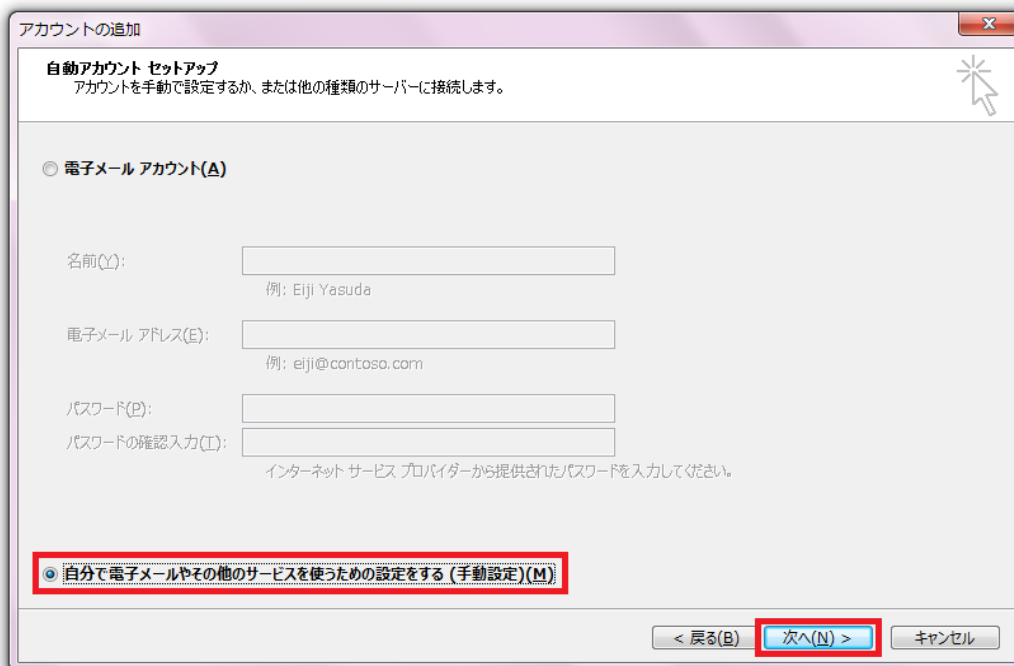 アカウントの追加
自動アカウント セットアップ
アカウントを手動で設定するか、または他の種類のサーバーに接続します。
電子メール アカウント(A)
名前(Y):
例: Eiji Yasuda
電子メール アドレス(E):
例: eiji@contoso.com
パスワード(P):
パスワードの確認入力(T):
インターネット サービス プロバイダーから提供されたパスワードを入力してください。
自分で電子メールやその他のサービスを使うための設定をする (手動設定)(M)
< 戻る(B) 次へ(N) > キャンセル